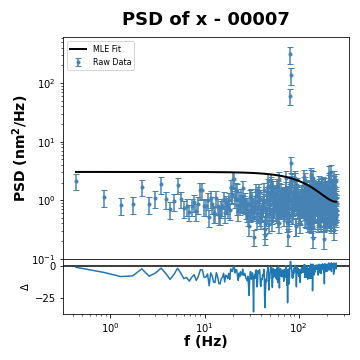 PSD of x - 00007
PSD (nm²/Hz)
MLE Fit
Raw Data
10²
10¹
10⁰
10⁻¹
Δ
0
−25
10⁰ 10¹ 10²
f (Hz)